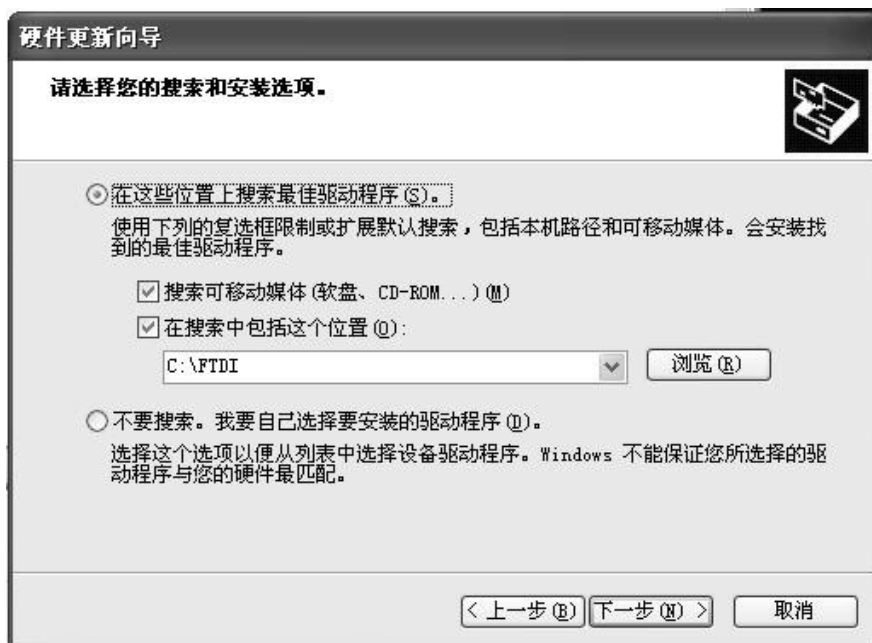 硬件更新向导
请选择您的搜索和安装选项。
在这些位置上搜索最佳驱动程序(S)。
使用下列的复选框限制或扩展默认搜索，包括本机路径和可移动媒体。会安装找
到的最佳驱动程序。
搜索可移动媒体(软盘、CD-ROM...)(M)
在搜索中包括这个位置(O):
C:\FTDI
浏览(R)
不要搜索。我要自己选择要安装的驱动程序(D)。
选择这个选项以便从列表中选择设备驱动程序。Windows 不能保证您所选择的驱
动程序与您的硬件最匹配。
< 上一步(B) 下一步(N) > 取消